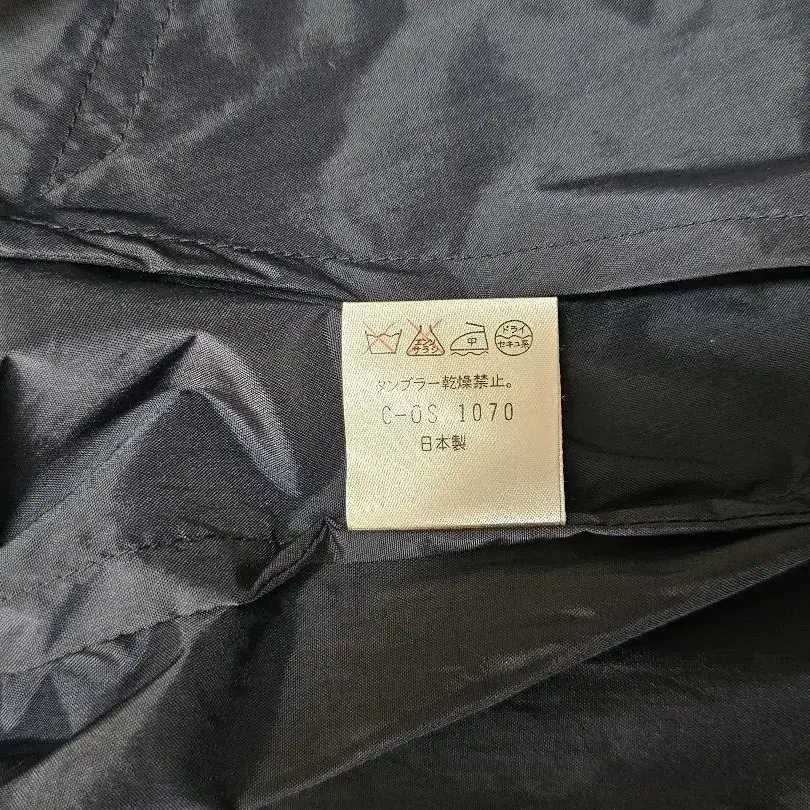 エンソ サラシ 中 ドライ セキユ系
タンブラー乾燥禁止。
C-OS 1070
日本製